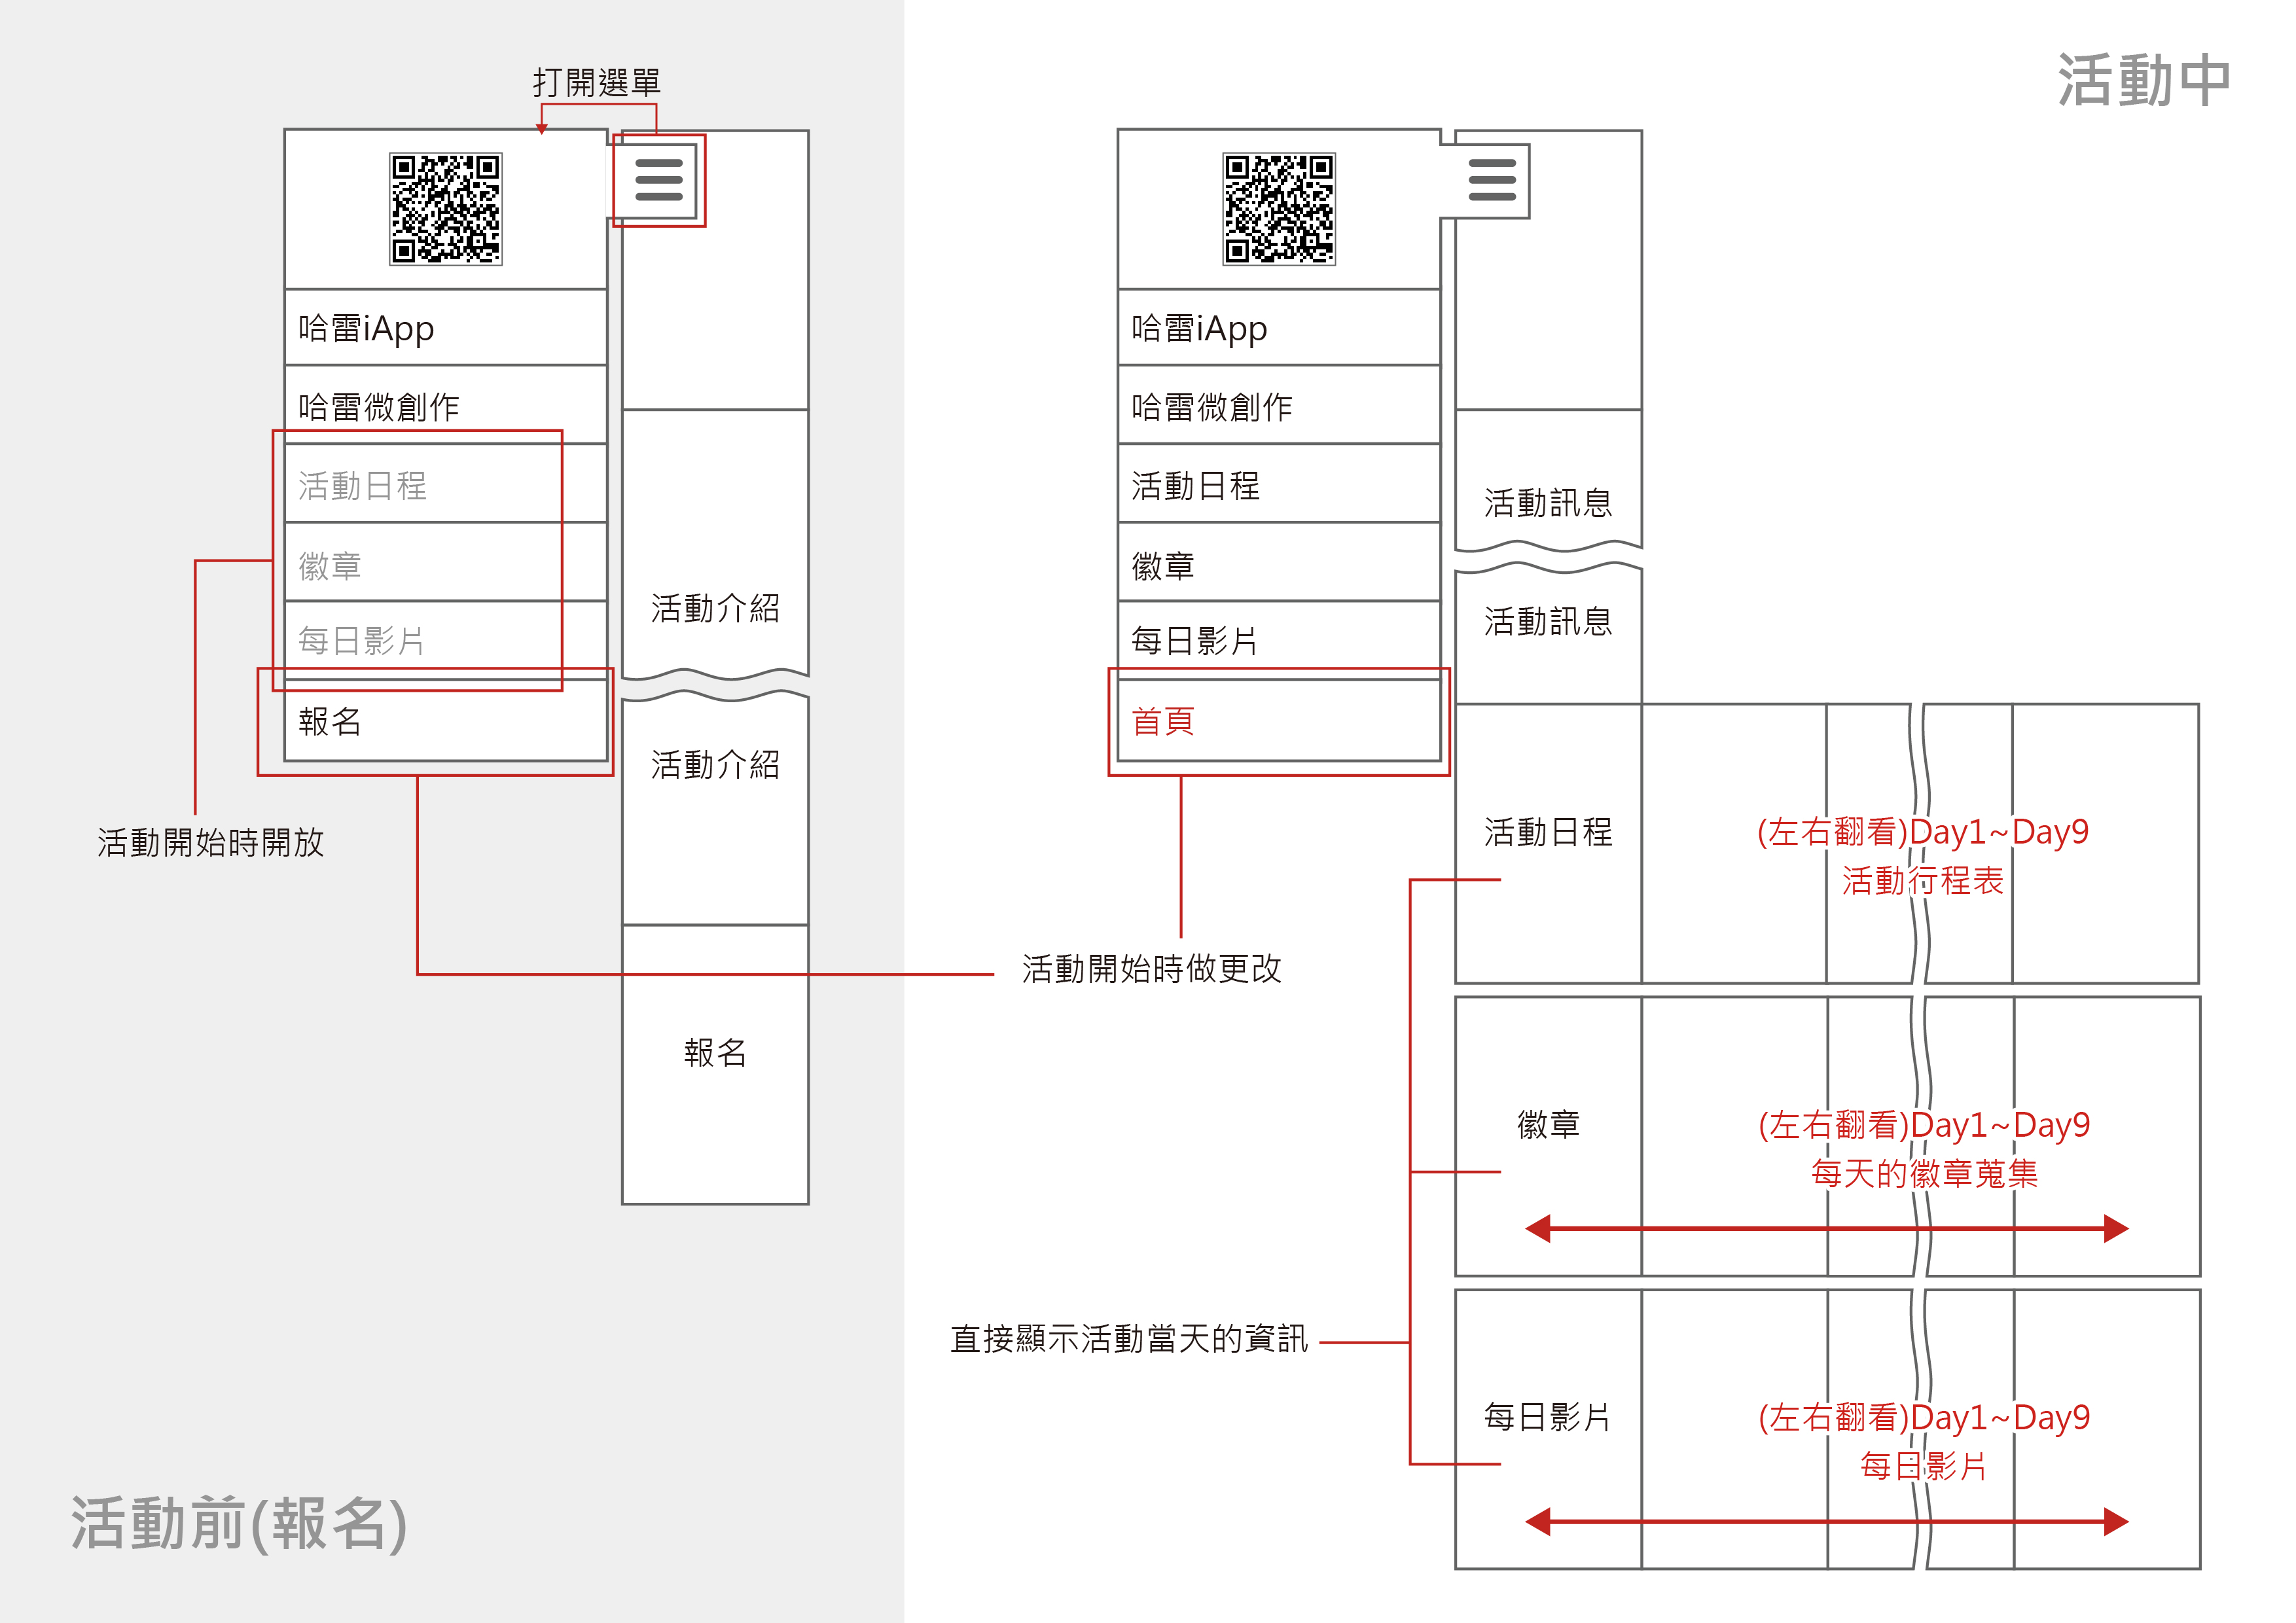 打開選單
哈雷iApp
哈雷微創作
活動日程
徽章
每日影片
報名
活動開始時開放
活動介紹
活動介紹
報名
活動前(報名)
活動中
哈雷iApp
哈雷微創作
活動日程
徽章
每日影片
首頁
活動開始時做更改
活動訊息
活動訊息
活動日程
(左右翻看)Day1~Day9
活動行程表
徽章
(左右翻看)Day1~Day9
每天的徽章蒐集
直接顯示活動當天的資訊
每日影片
(左右翻看)Day1~Day9
每日影片